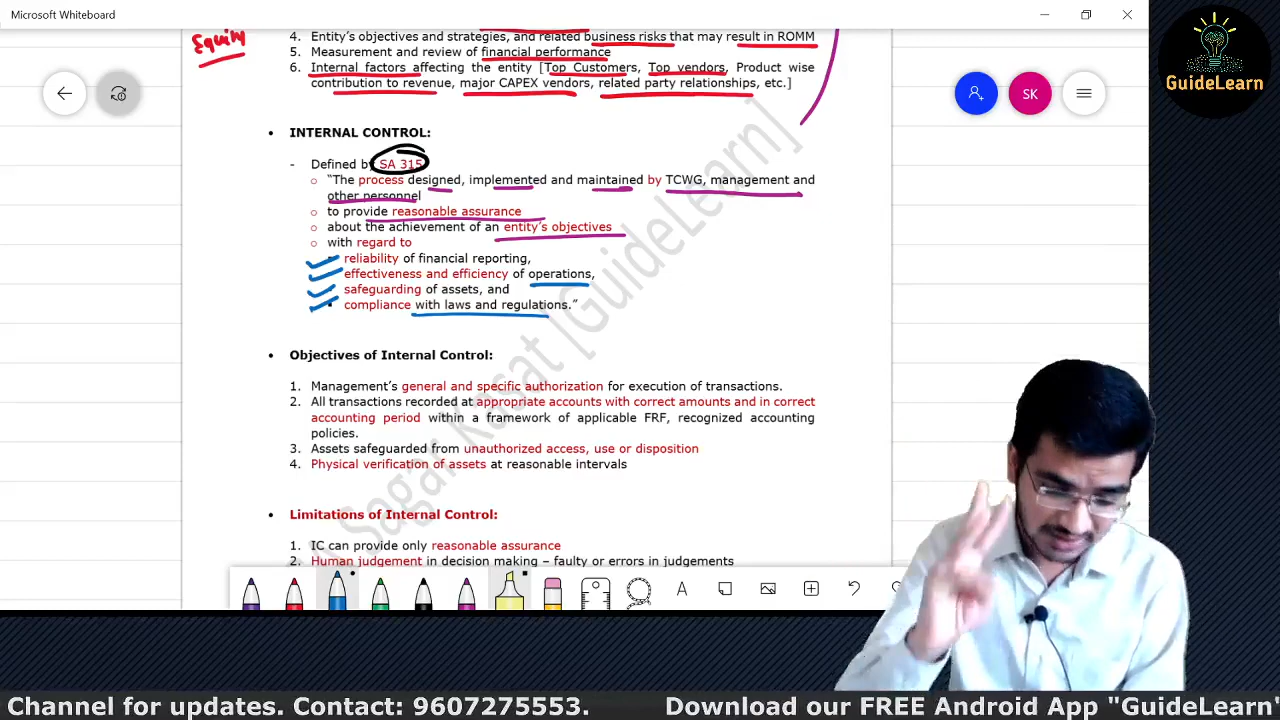 Microsoft Whiteboard
GuideLearn
Equity
4. Entity's objectives and strategies, and related business risks that may result in ROMM
5. Measurement and review of financial performance
6. Internal factors affecting the entity [Top Customers, Top vendors, Product wise
contribution to revenue, major CAPEX vendors, related party relationships, etc.]
SK
• INTERNAL CONTROL:
- Defined by SA 315
o "The process designed, implemented and maintained by TCWG, management and
other personnel
o to provide reasonable assurance
o about the achievement of an entity's objectives
o with regard to
reliability of financial reporting,
effectiveness and efficiency of operations,
safeguarding of assets, and
▪ compliance with laws and regulations."
• Objectives of Internal Control:
1. Management's general and specific authorization for execution of transactions.
2. All transactions recorded at appropriate accounts with correct amounts and in correct
accounting period within a framework of applicable FRF, recognized accounting
policies.
3. Assets safeguarded from unauthorized access, use or disposition
4. Physical verification of assets at reasonable intervals
• Limitations of Internal Control:
1. IC can provide only reasonable assurance
2. Human judgement in decision making – faulty or errors in judgements
Sagar Kasat [GuideLearn]
A
Channel for updates. Contact: 9607275553. Download our FREE Android App "GuideLearn"